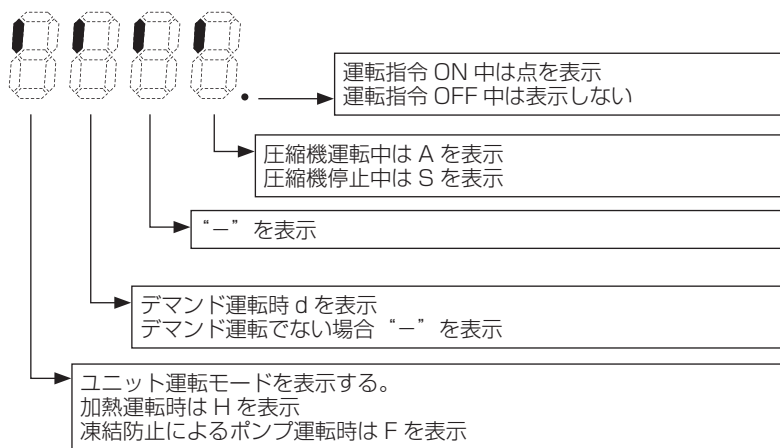 運転指令 ON 中は点を表示
運転指令 OFF 中は表示しない
圧縮機運転中は A を表示
圧縮機停止中は S を表示
“－” を表示
デマンド運転時 d を表示
デマンド運転でない場合 “－” を表示
ユニット運転モードを表示する。
加熱運転時は H を表示
凍結防止によるポンプ運転時は F を表示